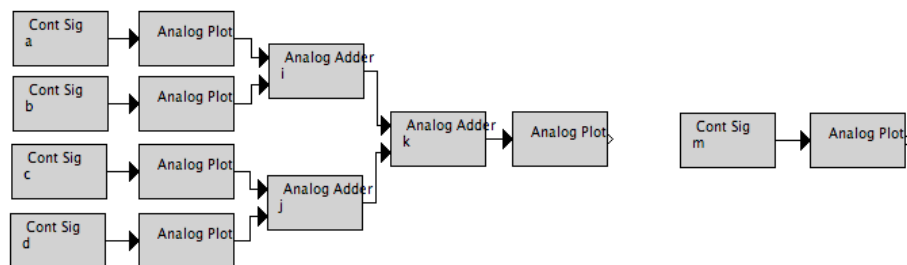 Cont Sig
a
Analog Plot
Analog Adder
i
Cont Sig
b
Analog Plot
Analog Adder
k
Analog Plot
Cont Sig
m
Analog Plot
Cont Sig
c
Analog Plot
Analog Adder
j
Cont Sig
d
Analog Plot